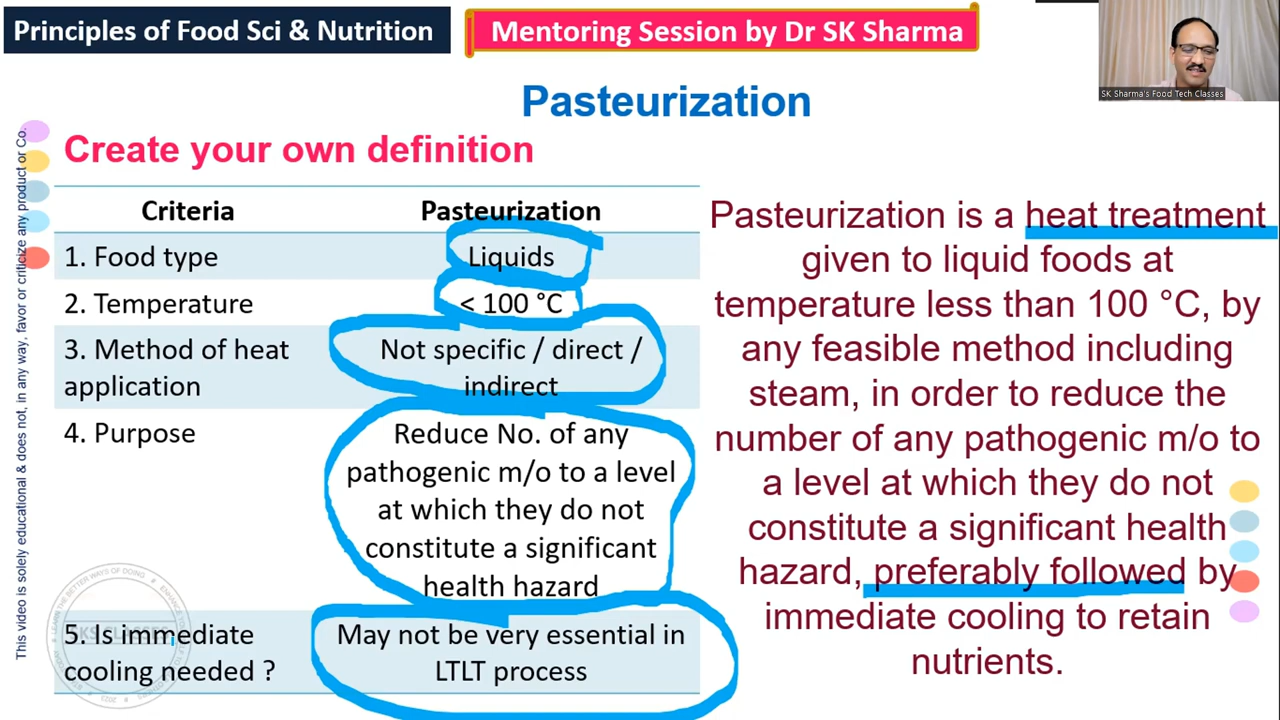 Principles of Food Sci & Nutrition
Mentoring Session by Dr SK Sharma
SK Sharma's Food Tech Classes
Pasteurization
Create your own definition
Criteria Pasteurization
1. Food type Liquids
2. Temperature < 100 °C
3. Method of heat application Not specific / direct / indirect
4. Purpose Reduce No. of any
pathogenic m/o to a level
at which they do not
constitute a significant
health hazard
5. Is immediate cooling needed ? May not be very essential in LTLT process
Pasteurization is a heat treatment
given to liquid foods at
temperature less than 100 °C, by
any feasible method including
steam, in order to reduce the
number of any pathogenic m/o to
a level at which they do not
constitute a significant health
hazard, preferably followed by
immediate cooling to retain
nutrients.
This video is solely educational & does not, in any way, favor or criticize any product or Co.